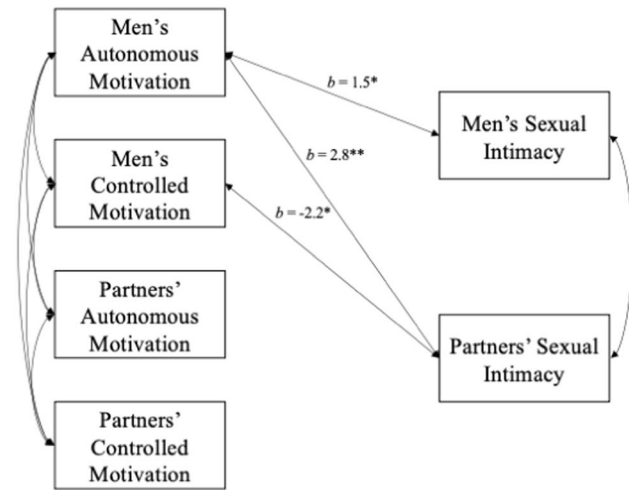 Men’s
Autonomous
Motivation
b = 1.5*
Men’s Sexual
Intimacy
Men’s
Controlled
Motivation
b = 2.8**
b = -2.2*
Partners’
Autonomous
Motivation
Partners’ Sexual
Intimacy
Partners’
Controlled
Motivation